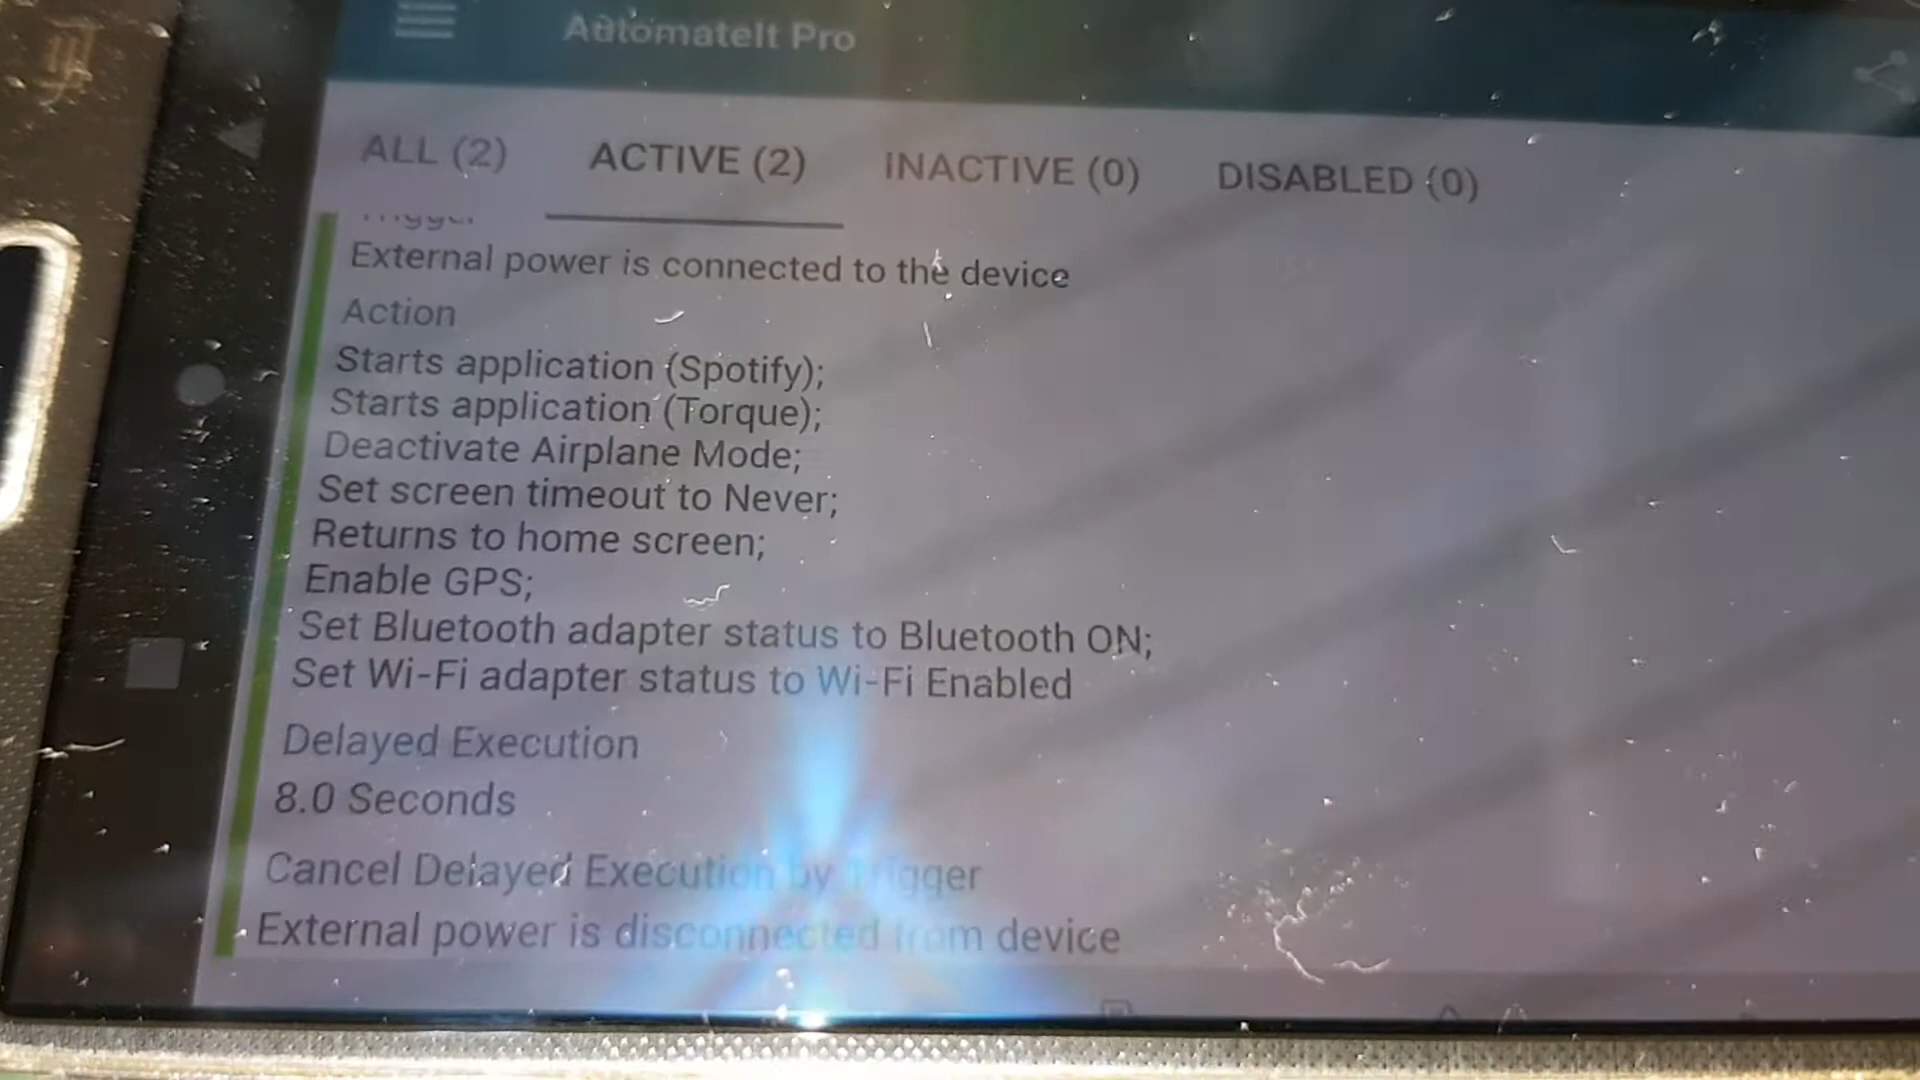 AutomateIt Pro
ALL (2) ACTIVE (2) INACTIVE (0) DISABLED (0)
Trigger
External power is connected to the device
Action
Starts application (Spotify);
Starts application (Torque);
Deactivate Airplane Mode;
Set screen timeout to Never;
Returns to home screen;
Enable GPS;
Set Bluetooth adapter status to Bluetooth ON;
Set Wi-Fi adapter status to Wi-Fi Enabled
Delayed Execution
8.0 Seconds
Cancel Delayed Execution by Trigger
External power is disconnected from device